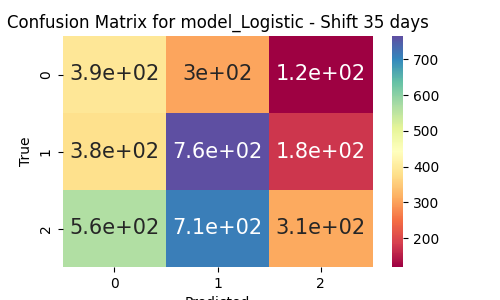 Confusion Matrix for model_Logistic - Shift 35 days
True
0
3.9e+02 3e+02 1.2e+02
1
3.8e+02 7.6e+02 1.8e+02
2
5.6e+02 7.1e+02 3.1e+02
0 1 2
Predicted
700
600
500
400
300
200